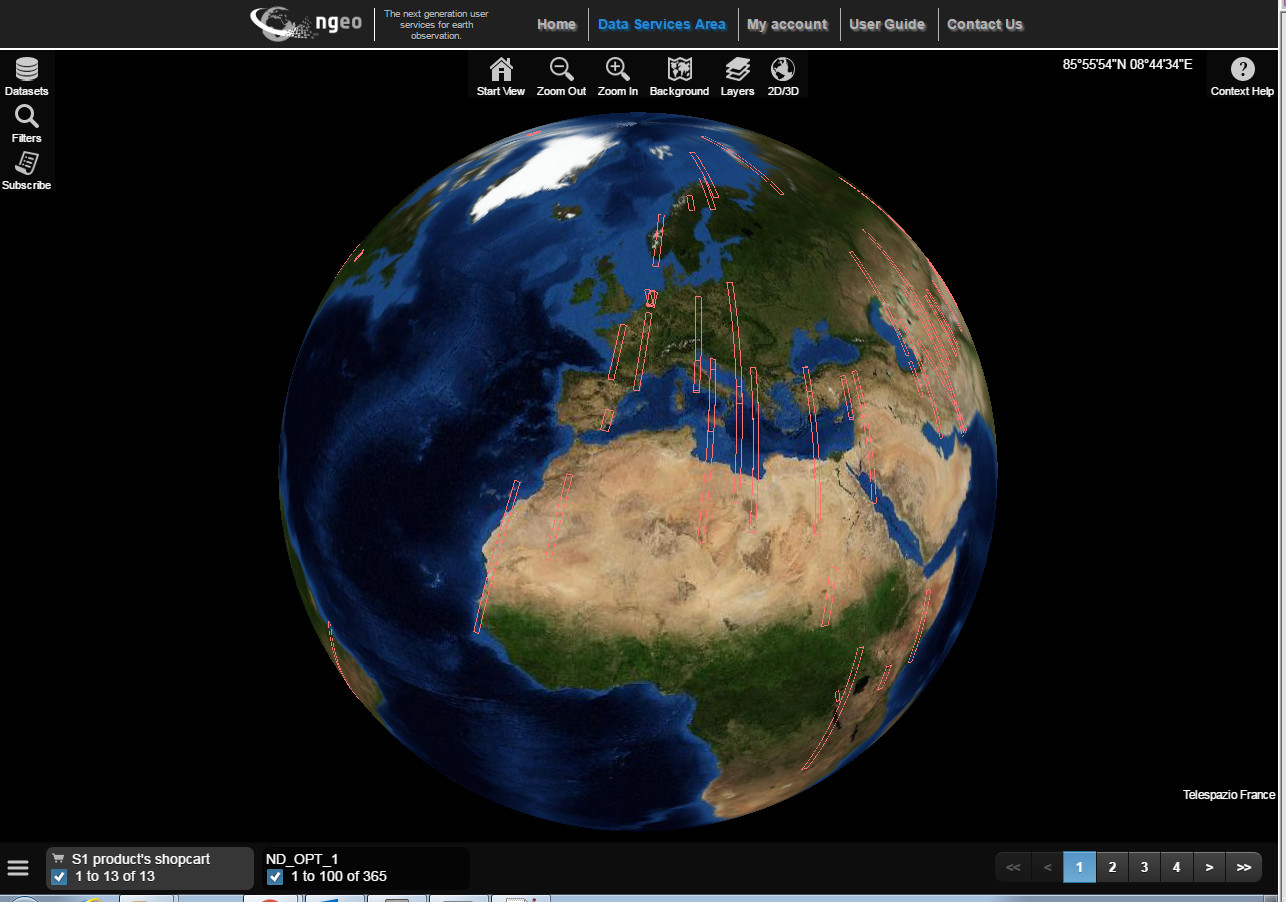 ngeo
The next generation user
services for earth
observation.
Home
Data Services Area
My account
User Guide
Contact Us
Datasets
Filters
Subscribe
Start View
Zoom Out
Zoom In
Background
Layers
2D/3D
85°55'54"N 08°44'34"E
?
Context Help
Telespazio France
S1 product's shopcart
1 to 13 of 13
ND_OPT_1
1 to 100 of 365
<< < 1 2 3 4 > >>